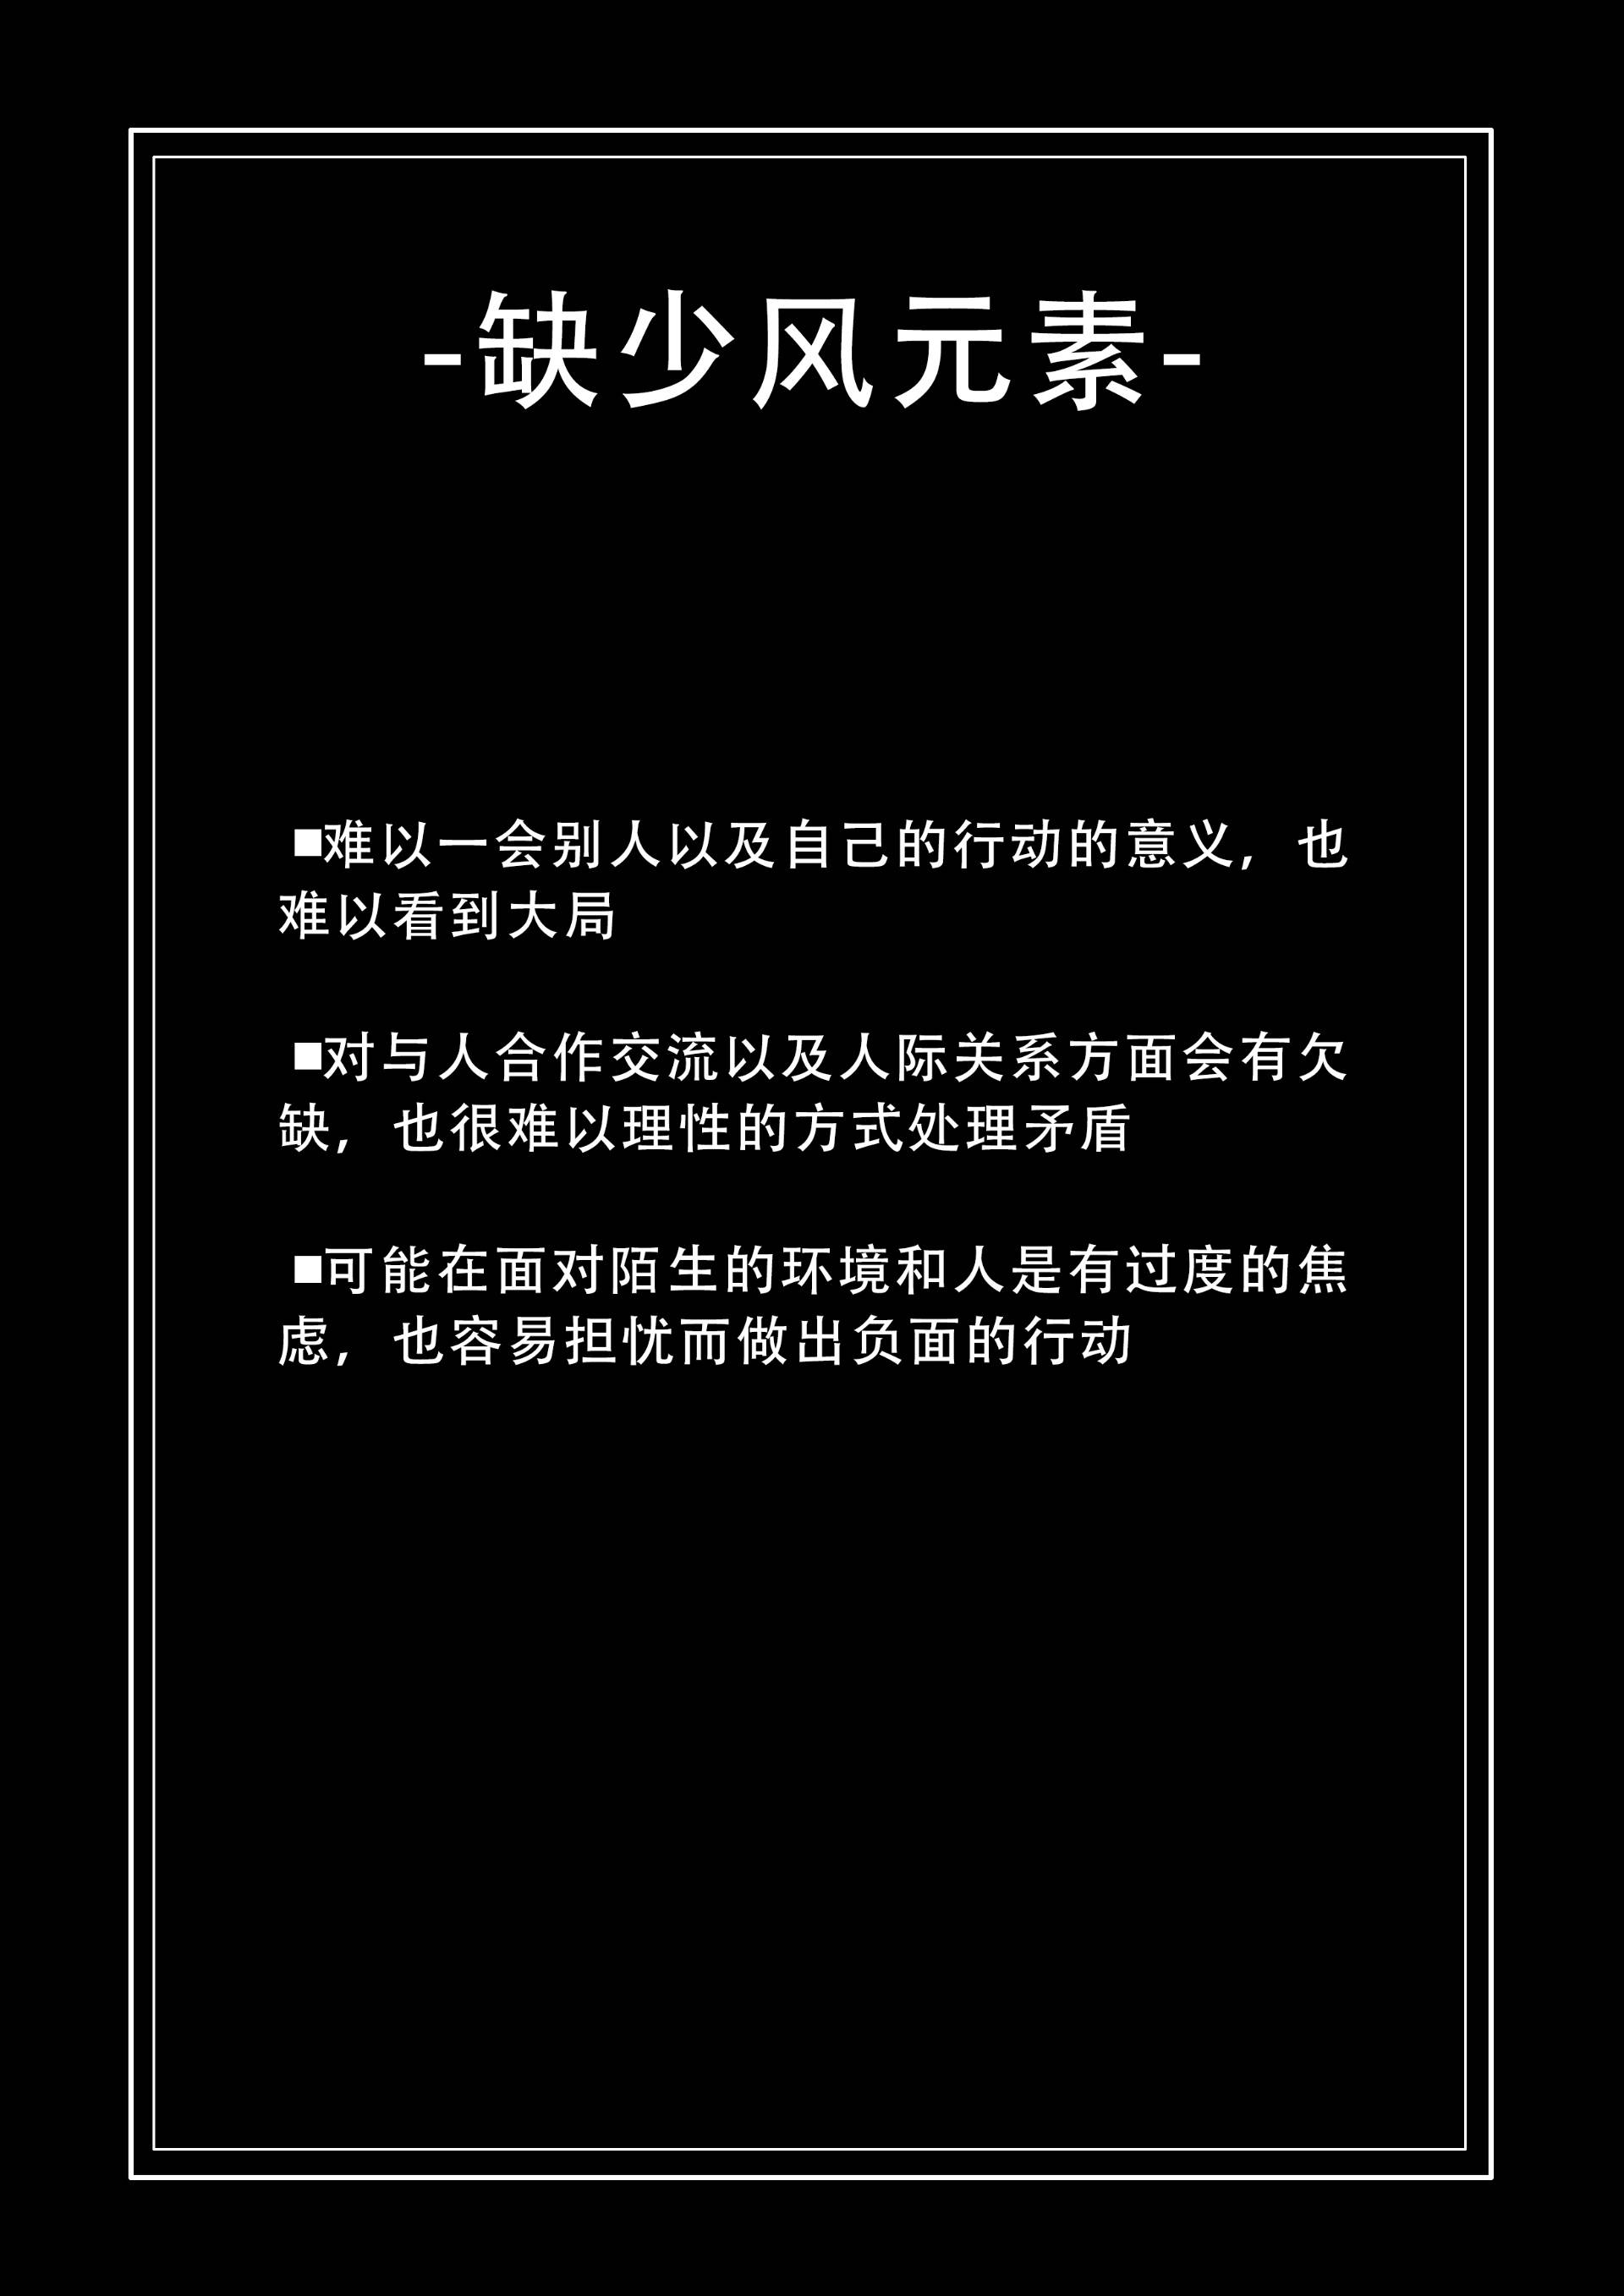 -缺少风元素-
■难以一会别人以及自己的行动的意义，也
难以看到大局
■对与人合作交流以及人际关系方面会有欠
缺，也很难以理性的方式处理矛盾
■可能在面对陌生的环境和人是有过度的焦
虑，也容易担忧而做出负面的行动